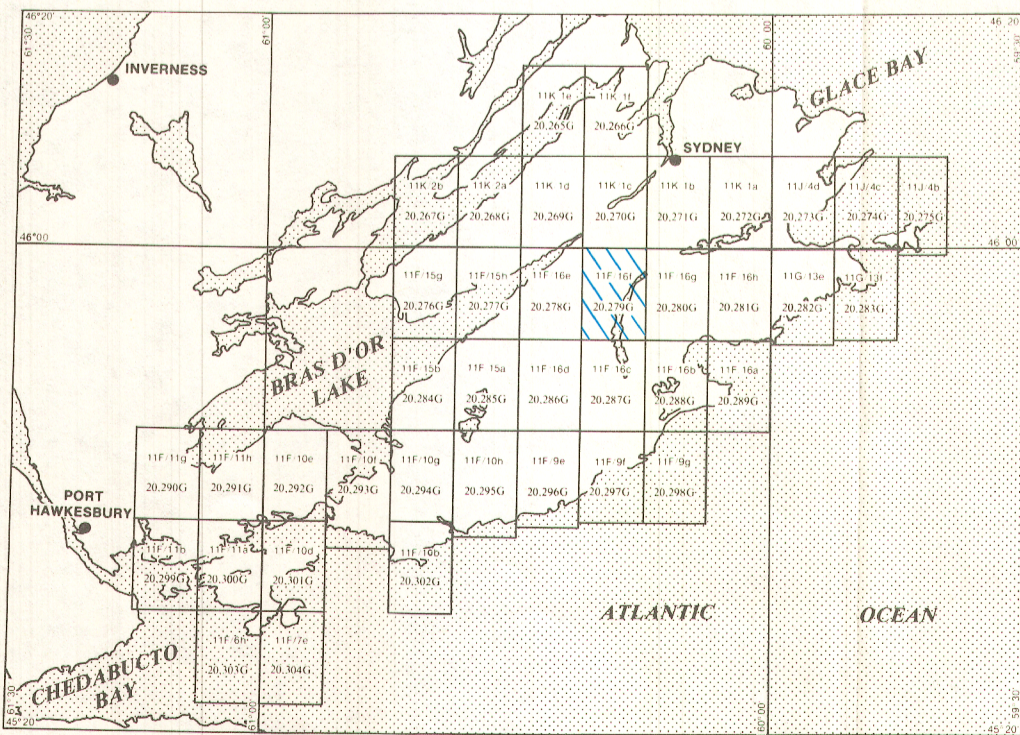 46°20'
61°30'
61°00'
60°00'
46 20'
59 30'
INVERNESS
GLACE BAY
11K 1e
11K 1f
20,265G
20,266G
SYDNEY
11K 2b
11K 2a
11K 1d
11K 1c
11K 1b
11K 1a
11J 4d
11J/4c
11J/4b
20,267G
20,268G
20,269G
20,270G
20,271G
20,272G
20,273G
20,274G
20,275G
46°00
46 00'
11F/15g
11F/15h
11F 16e
11F 16f
11F 16g
11F 16h
11G 13e
11G 13f
20,276G
20,277G
20,278G
20,279G
20,280G
20,281G
20,282G
20,283G
BRAS D'OR
LAKE
11F 15b
11F 15a
11F 16d
11F 16c
11F 16b
11F 16a
20,284G
20,285G
20,286G
20,287G
20,288G
20,289G
11F/11g
11F/11h
11F/10e
11F/10f
11F/10g
11F/10h
11F 9e
11F/9f
11F 9g
20,290G
20,291G
20,292G
20,293G
20,294G
20,295G
20,296G
20,297G
20,298G
PORT
HAWKESBURY
11F/11b
11F/11a
11F/10d
11F 10b
20,299G
20,300G
20,301G
20,302G
ATLANTIC OCEAN
11F/6h
11F/7e
20,303G
20,304G
CHEDABUCTO
BAY
61°30
45°20
61 00'
60°00
59 30'
45°20'